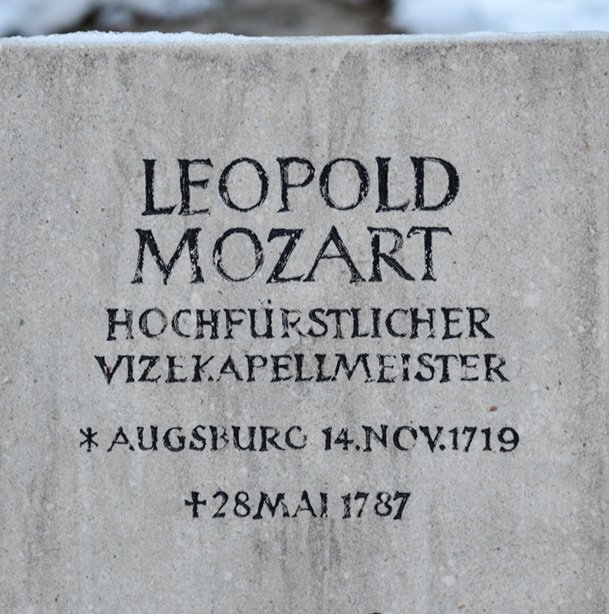 LEOPOLD
MOZART
HOCHFÜRSTLICHER
VIZEKAPELLMEISTER
* AUGSBURG 14.NOV.1719
✝28 MAI 1787